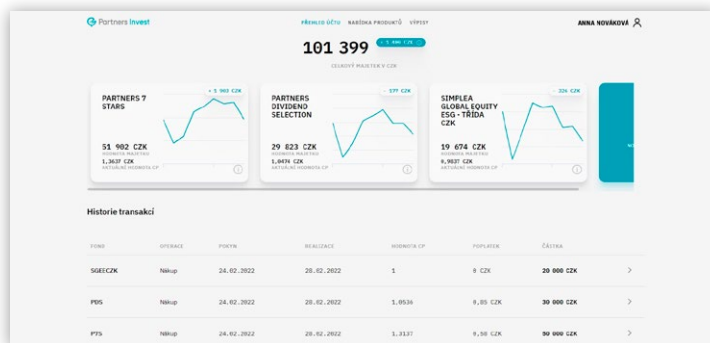 Partners Invest
PŘEHLED ÚČTU NABÍDKA PRODUKTŮ VÝPISY
ANNA NOVÁKOVÁ
101 399
CELKOVÝ MAJETEK V CZK
PARTNERS 7 STARS
51 902 CZK
HODNOTA MAJETKU
1,3637 CZK
AKTUÁLNÍ HODNOTA CP
PARTNERS DIVIDEND SELECTION
- 177 CZK
29 823 CZK
HODNOTA MAJETKU
1,0474 CZK
AKTUÁLNÍ HODNOTA CP
SIMPLEA GLOBAL EQUITY ESG - TŘÍDA CZK
- 326 CZK
19 674 CZK
HODNOTA MAJETKU
0,9837 CZK
AKTUÁLNÍ HODNOTA CP
Historie transakcí
FOND OPERACE POKYN REALIZACE HODNOTA CP POPLATEK ČÁSTKA
SGEECZK Nákup 24.02.2022 28.02.2022 1 0 CZK 20 000 CZK
PDS Nákup 24.02.2022 28.02.2022 1,0536 0,85 CZK 30 000 CZK
P7S Nákup 24.02.2022 28.02.2022 1,3137 0,50 CZK 50 000 CZK